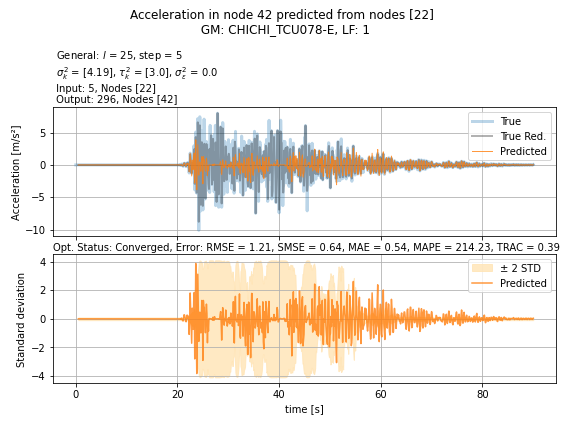 Acceleration in node 42 predicted from nodes [22]
GM: CHICHI_TCU078-E, LF: 1
General: l = 25, step = 5
σ²ₖ = [4.19], τ²ₖ = [3.0], σ²ε = 0.0
Input: 5, Nodes [22]
Output: 296, Nodes [42]
Acceleration [m/s²]
5
0
−5
−10
True
True Red.
Predicted
Opt. Status: Converged, Error: RMSE = 1.21, SMSE = 0.64, MAE = 0.54, MAPE = 214.23, TRAC = 0.39
Standard deviation
4
2
0
−2
−4
± 2 STD
Predicted
0 20 40 60 80
time [s]